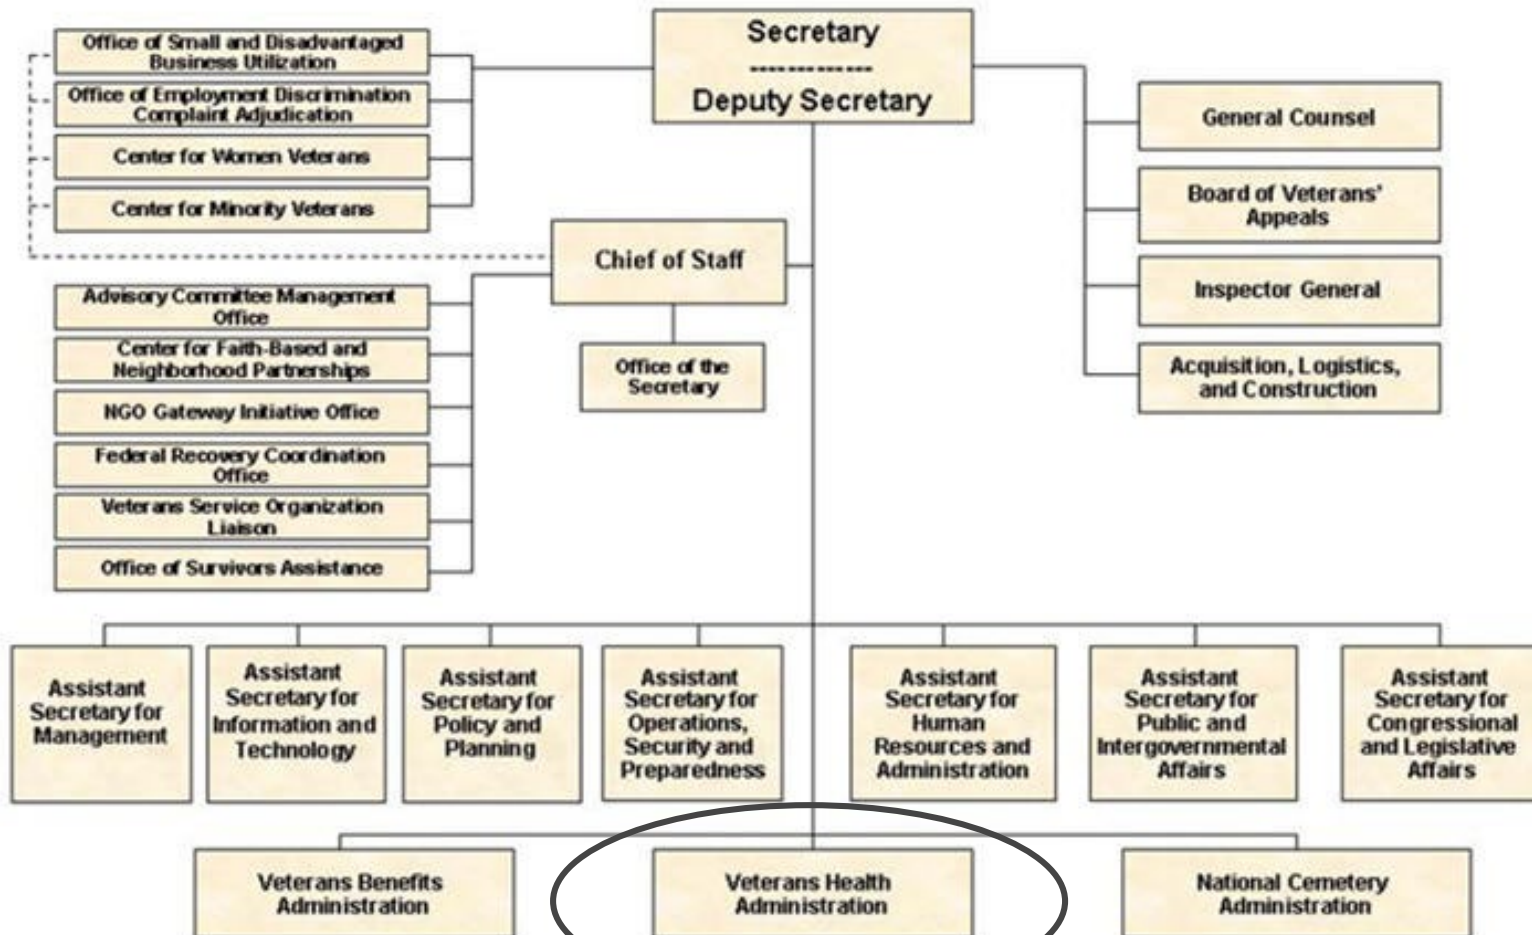 Secretary
------------
Deputy Secretary
Office of Small and Disadvantaged
Business Utilization
Office of Employment Discrimination
Complaint Adjudication
Center for Women Veterans
Center for Minority Veterans
General Counsel
Board of Veterans'
Appeals
Inspector General
Acquisition, Logistics,
and Construction
Chief of Staff
Office of the
Secretary
Advisory Committee Management
Office
Center for Faith-Based and
Neighborhood Partnerships
NGO Gateway Initiative Office
Federal Recovery Coordination
Office
Veterans Service Organization
Liaison
Office of Survivors Assistance
Assistant
Secretary for
Management
Assistant
Secretary for
Information and
Technology
Assistant
Secretary for
Policy and
Planning
Assistant
Secretary for
Operations,
Security and
Preparedness
Assistant
Secretary for
Human
Resources and
Administration
Assistant
Secretary for
Public and
Intergovernmental
Affairs
Assistant
Secretary for
Congressional
and Legislative
Affairs
Veterans Benefits
Administration
Veterans Health
Administration
National Cemetery
Administration